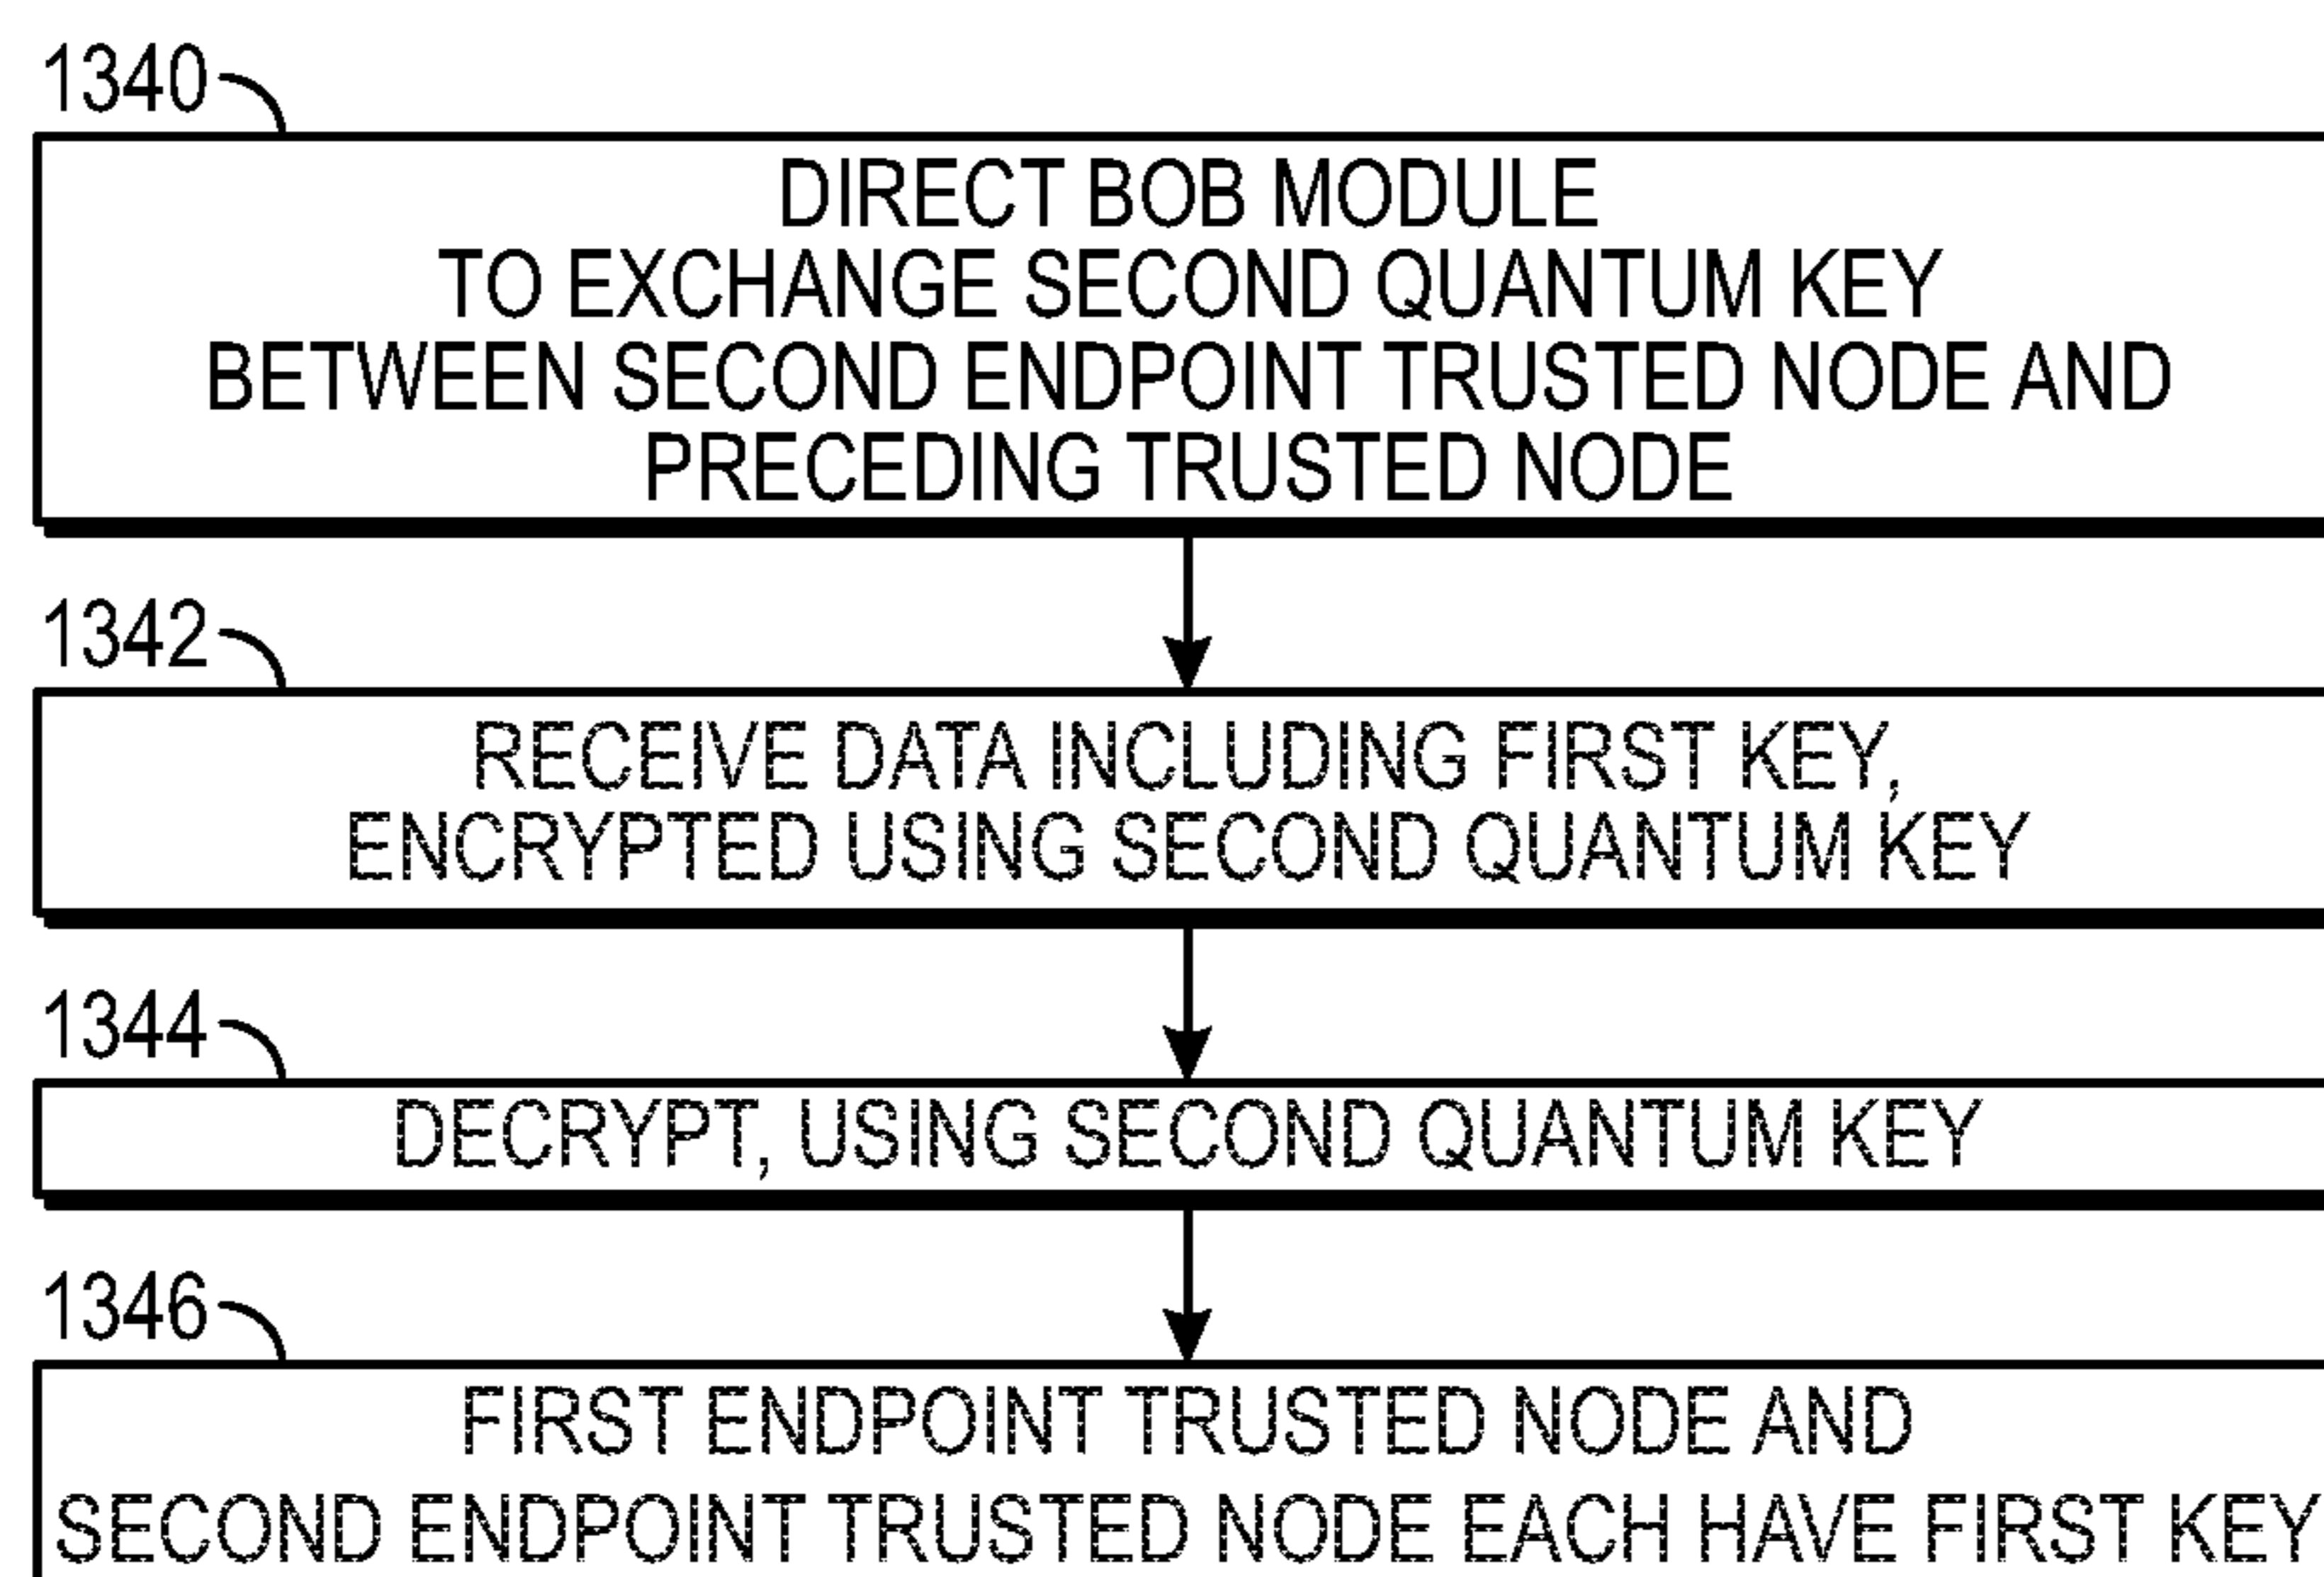 1340
DIRECT BOB MODULE
TO EXCHANGE SECOND QUANTUM KEY
BETWEEN SECOND ENDPOINT TRUSTED NODE AND
PRECEDING TRUSTED NODE
1342
RECEIVE DATA INCLUDING FIRST KEY,
ENCRYPTED USING SECOND QUANTUM KEY
1344
DECRYPT, USING SECOND QUANTUM KEY
1346
FIRST ENDPOINT TRUSTED NODE AND
SECOND ENDPOINT TRUSTED NODE EACH HAVE FIRST KEY